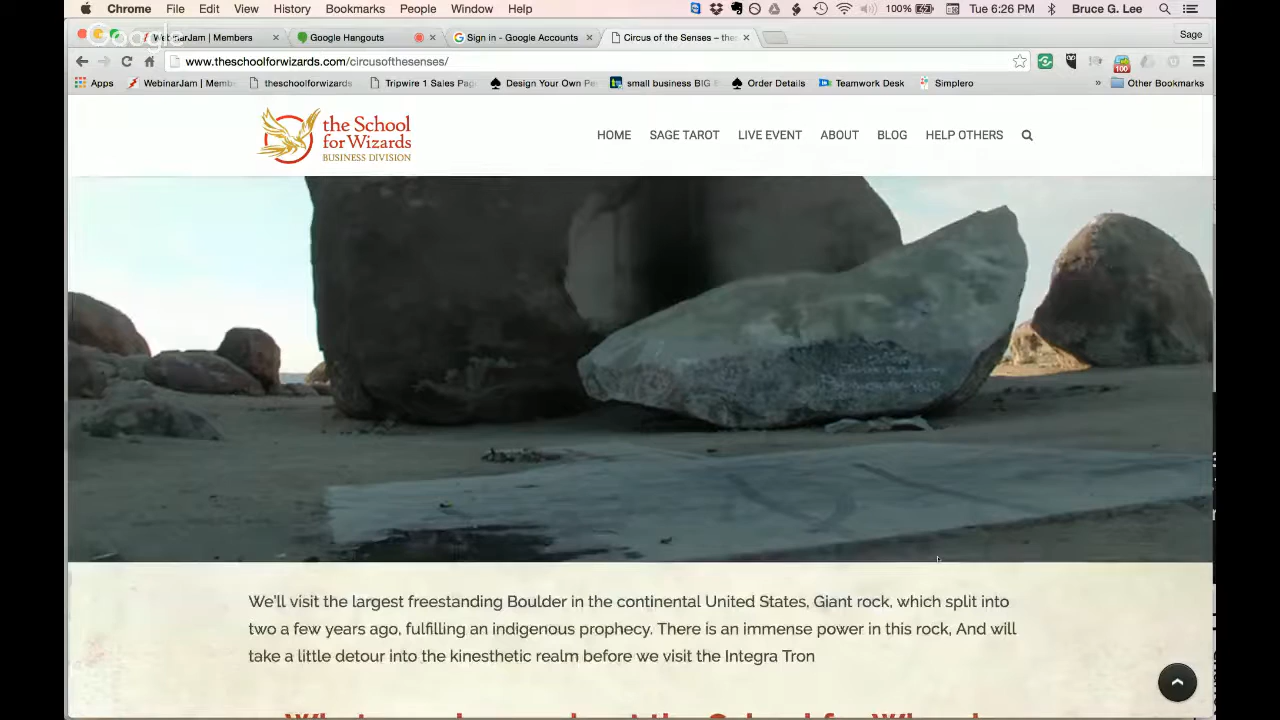 Chrome File Edit View History Bookmarks People Window Help 100% Tue 6:26 PM Bruce G. Lee
Google
WebinarJam | Members Google Hangouts Sign in - Google Accounts Circus of the Senses – the Sage
www.theschoolforwizards.com/circusofthesenses/ 100
Apps WebinarJam | Membe theschoolforwizards Tripwire 1 Sales Pag Design Your Own Pe small business BIG Order Details Teamwork Desk Simplero Other Bookmarks
the School
for Wizards
BUSINESS DIVISION
HOME SAGE TAROT LIVE EVENT ABOUT BLOG HELP OTHERS
We'll visit the largest freestanding Boulder in the continental United States, Giant rock, which split into
two a few years ago, fulfilling an indigenous prophecy. There is an immense power in this rock, And will
take a little detour into the kinesthetic realm before we visit the Integra Tron